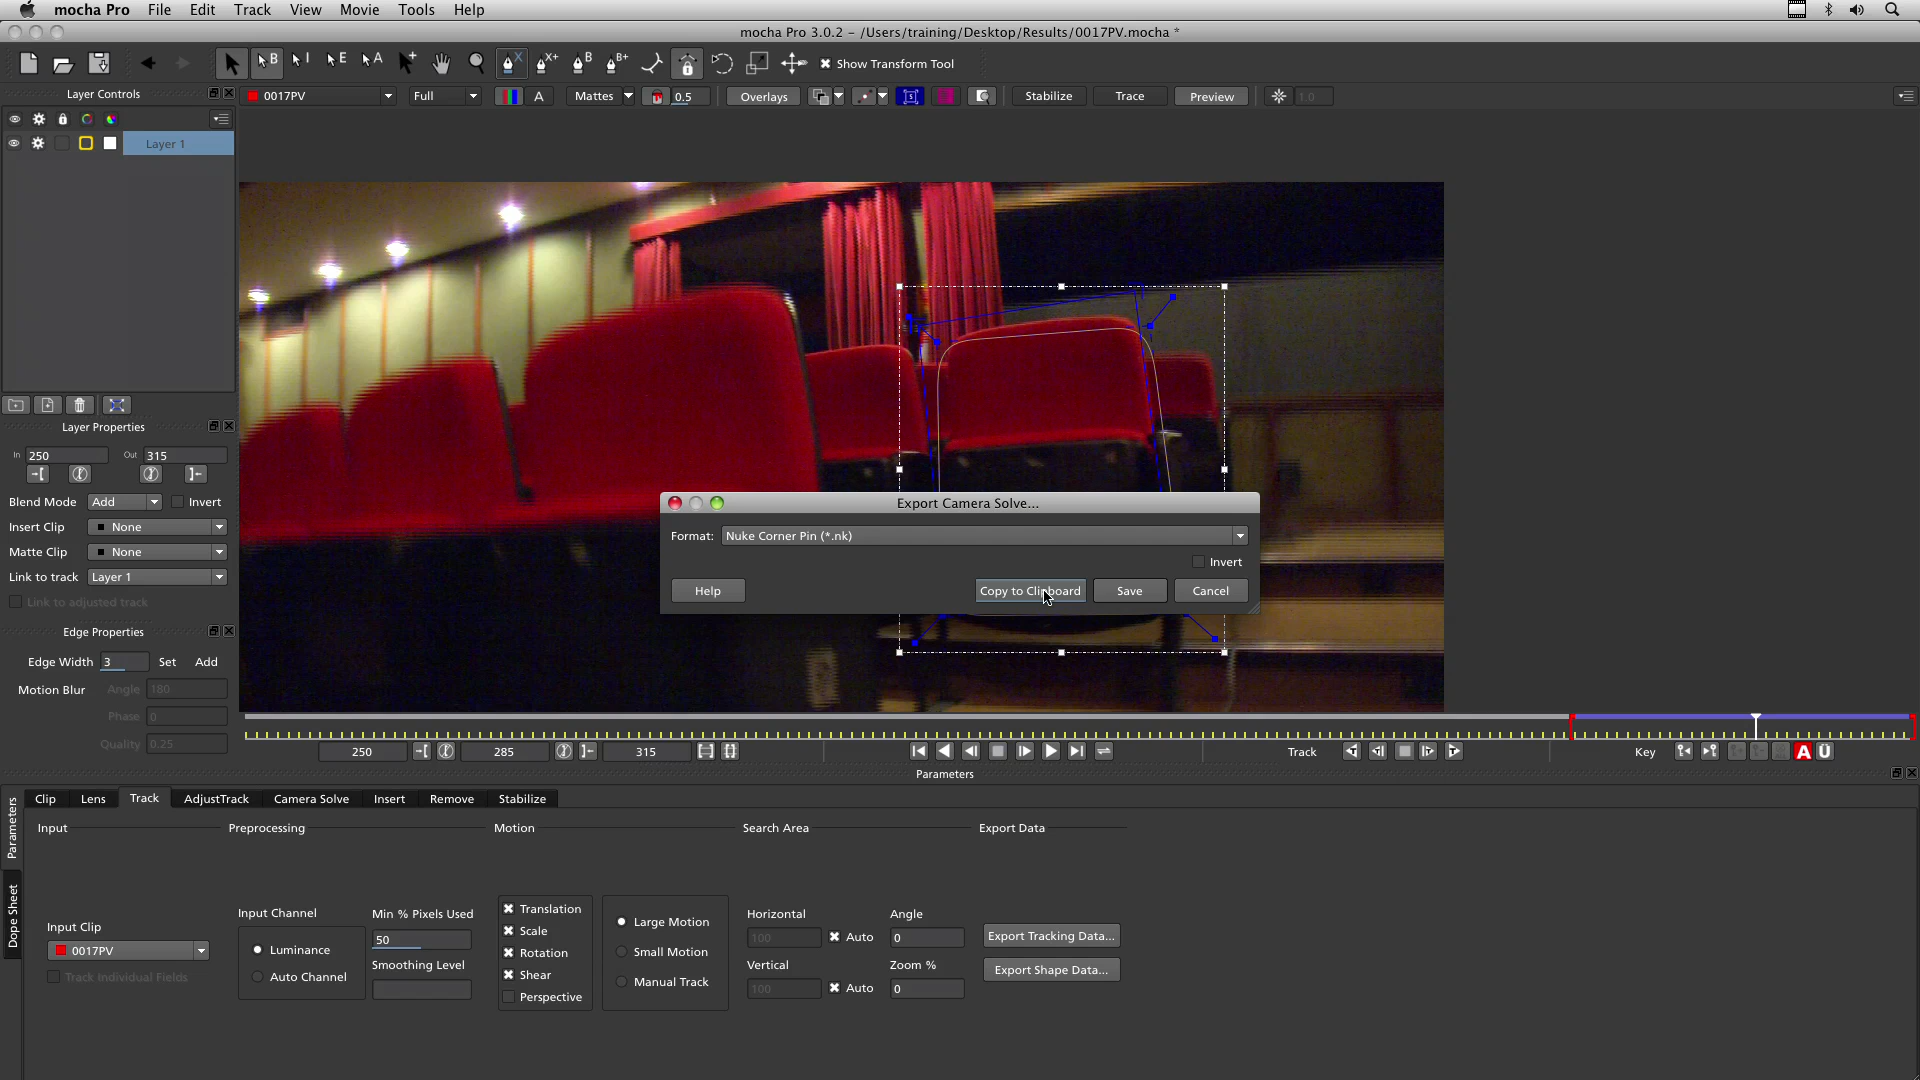 mocha Pro File Edit Track View Movie Tools Help
mocha Pro 3.0.2 – /Users/training/Desktop/Results/0017PV.mocha *
B I E A X X+ B B+ Show Transform Tool
Layer Controls
0017PV Full A Mattes 0.5 Overlays Stabilize Trace Preview 1.0
Layer 1
Layer Properties
In 250 Out 315
Blend Mode Add Invert
Insert Clip None
Matte Clip None
Link to track Layer 1
Link to adjusted track
Edge Properties
Edge Width 3 Set Add
Motion Blur Angle 180
Phase 0
Quality 0.25
Export Camera Solve...
Format: Nuke Corner Pin (*.nk)
Invert
Help Copy to Clipboard Save Cancel
250 285 315 Track Key A Ü
Parameters
Parameters
Dope Sheet
Clip Lens Track AdjustTrack Camera Solve Insert Remove Stabilize
Input Preprocessing Motion Search Area Export Data
Input Clip
0017PV
Track Individual Fields
Input Channel
Luminance
Auto Channel
Min % Pixels Used
50
Smoothing Level
Translation
Scale
Rotation
Shear
Perspective
Large Motion
Small Motion
Manual Track
Horizontal
100 Auto
Vertical
100 Auto
Angle
0
Zoom %
0
Export Tracking Data...
Export Shape Data...